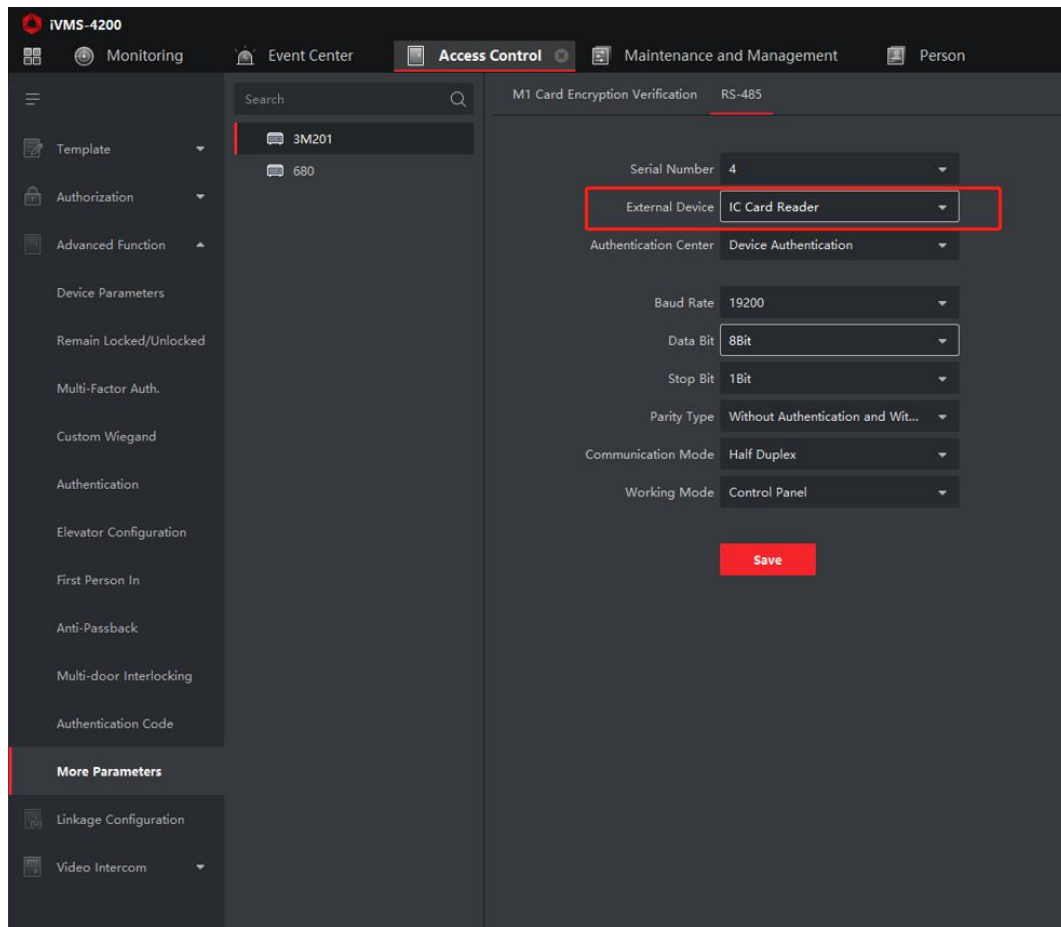 iVMS-4200
Monitoring
Event Center
Access Control
Maintenance and Management
Person
Template
Authorization
Advanced Function
Device Parameters
Remain Locked/Unlocked
Multi-Factor Auth.
Custom Wiegand
Authentication
Elevator Configuration
First Person In
Anti-Passback
Multi-door Interlocking
Authentication Code
More Parameters
Linkage Configuration
Video Intercom
Search
3M201
680
M1 Card Encryption Verification RS-485
Serial Number 4
External Device IC Card Reader
Authentication Center Device Authentication
Baud Rate 19200
Data Bit 8Bit
Stop Bit 1Bit
Parity Type Without Authentication and Wit...
Communication Mode Half Duplex
Working Mode Control Panel
Save